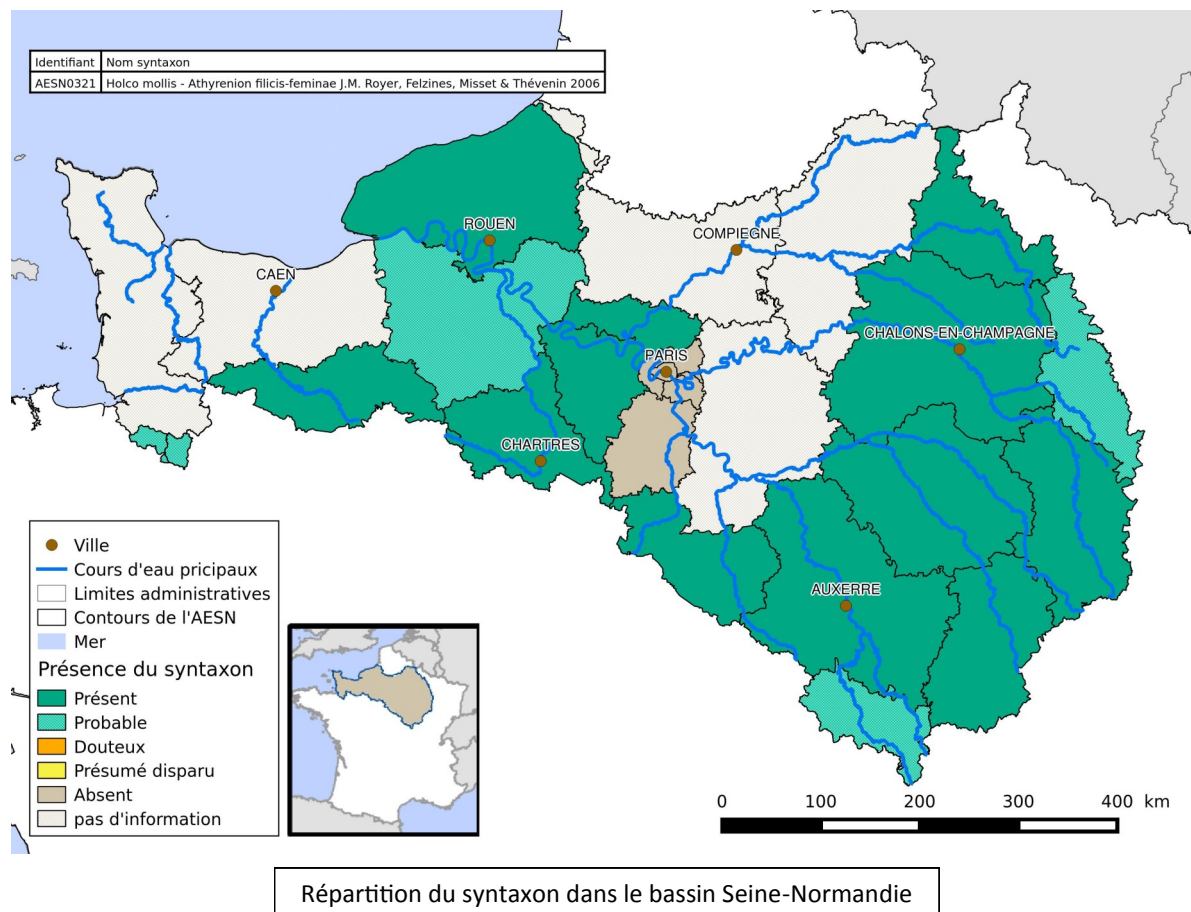 Identifiant Nom syntaxon
AESN0321 Holco mollis - Athyrenion filicis-feminae J.M. Royer, Felzines, Misset & Thévenin 2006
ROUEN
COMPIEGNE
CAEN
CHALONS-EN-CHAMPAGNE
PARIS
CHARTRES
AUXERRE
Ville
Cours d'eau pricipaux
Limites administratives
Contours de l'AESN
Mer
Présence du syntaxon
Présent
Probable
Douteux
Présumé disparu
Absent
pas d'information
0 100 200 300 400 km
Répartition du syntaxon dans le bassin Seine-Normandie